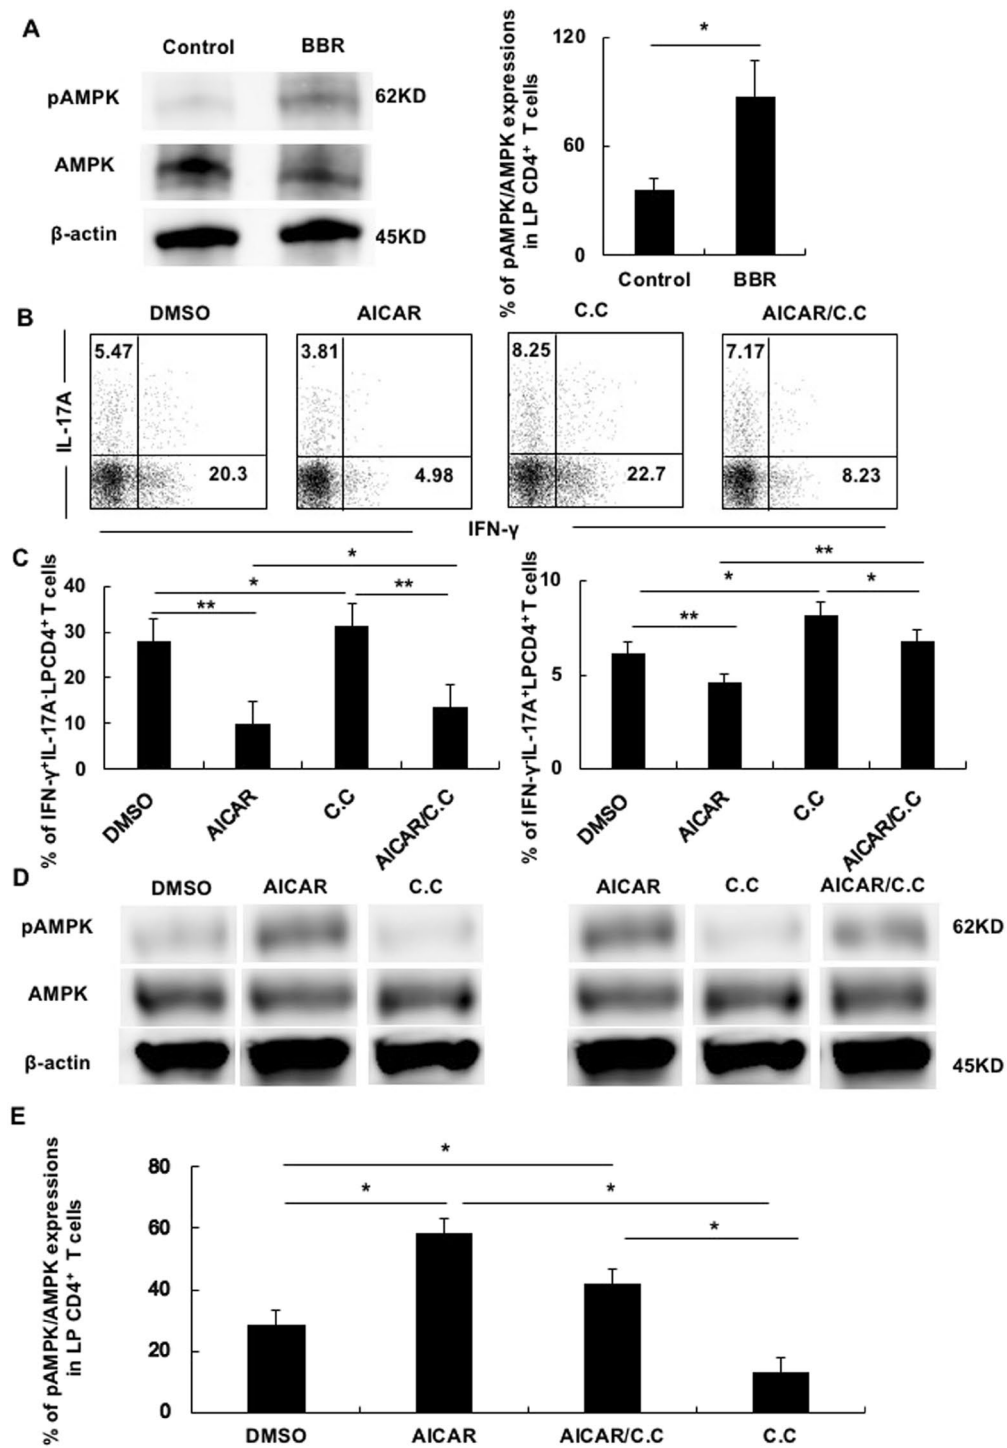 A
Control BBR
pAMPK 62KD
AMPK
β-actin 45KD
% of pAMPK/AMPK expressions
in LP CD4⁺ T cells
120
60
0
*
Control BBR
B
DMSO AICAR C.C AICAR/C.C
IL-17A
5.47 3.81 8.25 7.17
20.3 4.98 22.7 8.23
IFN-γ
C
% of IFN-γ⁺IL-17A⁻LPCD4⁺ T cells
40
30
20
10
0
*
*
**
**
DMSO AICAR C.C AICAR/C.C
% of IFN-γ⁻IL-17A⁺LPCD4⁺T cells
10
5
0
**
*
*
**
DMSO AICAR C.C AICAR/C.C
D
DMSO AICAR C.C AICAR C.C AICAR/C.C
pAMPK 62KD
AMPK
β-actin 45KD
E
% of pAMPK/AMPK expressions
in LP CD4⁺ T cells
80
60
40
20
0
*
*
*
*
DMSO AICAR AICAR/C.C C.C